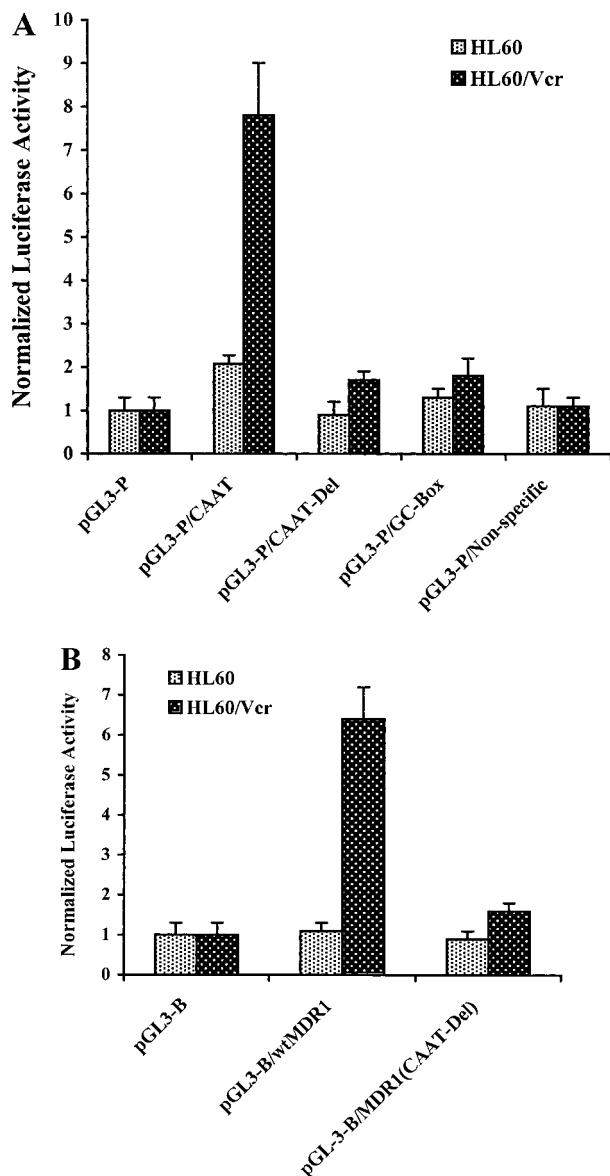 A
HL60
HL60/Vcr
Normalized Luciferase Activity
10
9
8
7
6
5
4
3
2
1
0
pGL3-P
pGL3-P/CAAT
pGL3-P/CAAT-Del
pGL3-P/GC-Box
pGL3-P/Non-specific
B
HL60
HL60/Vcr
Normalized Luciferase Activity
8
7
6
5
4
3
2
1
0
pGL3-B
pGL3-B/wtMDR1
pGL-3-B/MDR1(CAAT-Del)